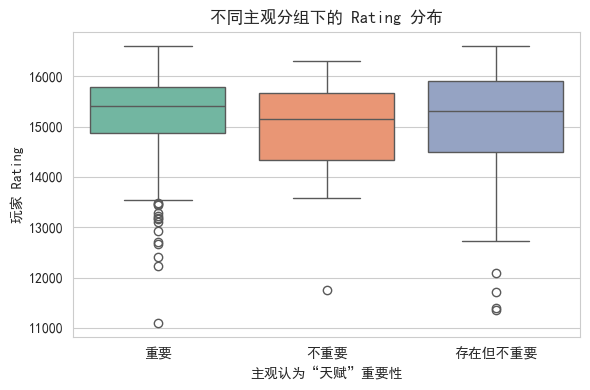 不同主观分组下的 Rating 分布
玩家 Rating
16000
15000
14000
13000
12000
11000
重要
不重要
存在但不重要
主观认为“天赋”重要性